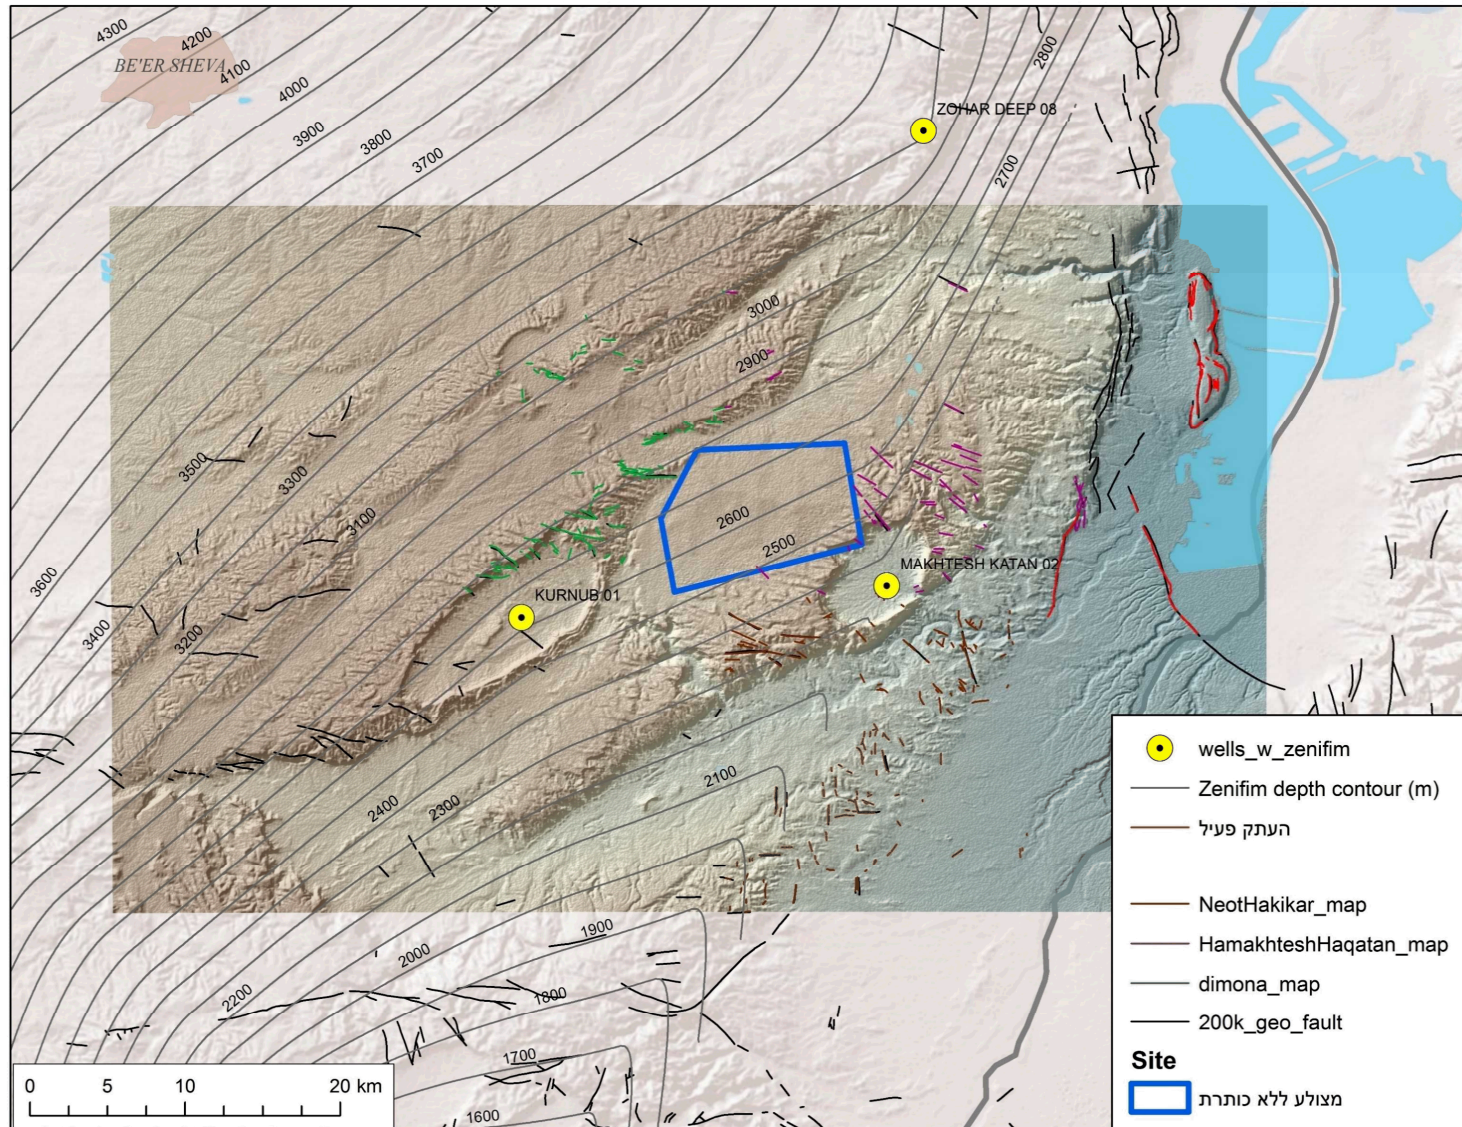 4300
4200
BE'ER SHEVA
4100
4000
2800
ZOHAR DEEP 08
3900
3800
3700
2700
3000
2900
3500
3300
2600
3100
2500
MAKHTESH KATAN 02
3600
KURNUB 01
3400
3200
2100
2400
2300
1900
2000
2200
1800
1700
1600
0 5 10 20 km
wells_w_zenifim
Zenifim depth contour (m)
העתק פעיל
NeotHakikar_map
HamakhteshHaqatan_map
dimona_map
200k_geo_fault
Site
מצולע ללא כותרת